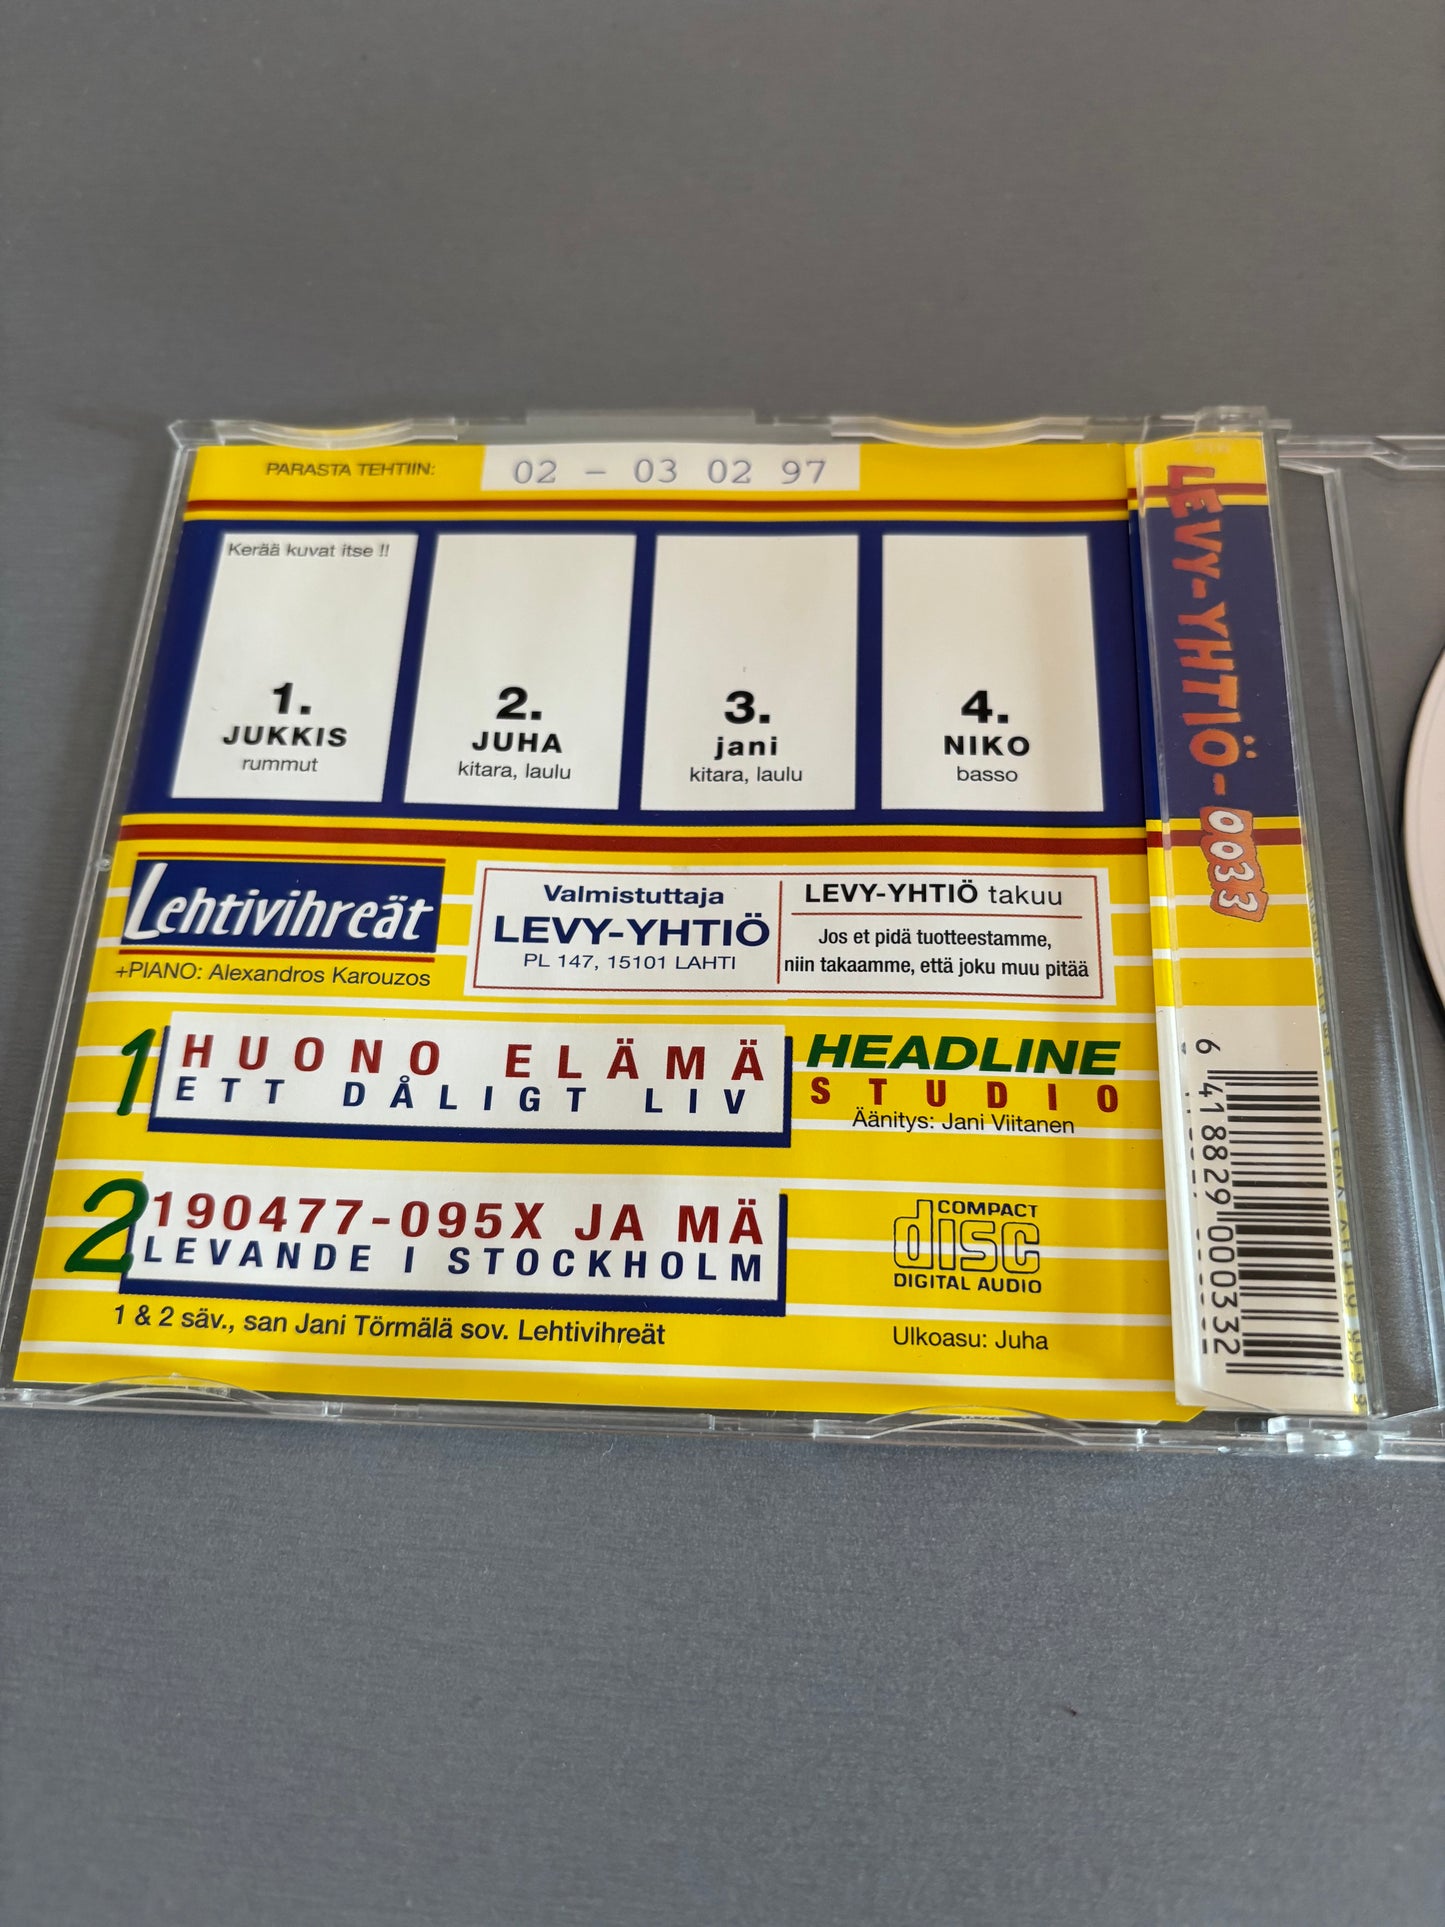 PARASTA TEHTIIN: 02 - 03 02 97
Kerää kuvat itse !!
1.
JUKKIS
rummut
2.
JUHA
kitara, laulu
3.
jani
kitara, laulu
4.
NIKO
basso
Lehtivihreät
+PIANO: Alexandros Karouzos
Valmistuttaja
LEVY-YHTIÖ
PL 147, 15101 LAHTI
LEVY-YHTIÖ takuu
Jos et pidä tuotteestamme,
niin takaamme, että joku muu pitää
1 HUONO ELÄMÄ
ETT DÅLIGT LIV
HEADLINE
STUDIO
Äänitys: Jani Viitanen
2 190477-095X JA MÄ
LEVANDE I STOCKHOLM
1 & 2 säv., san Jani Törmälä sov. Lehtivihreät
COMPACT
disc
DIGITAL AUDIO
Ulkoasu: Juha
LEVY-YHTIÖ-0033
6 418829 000332